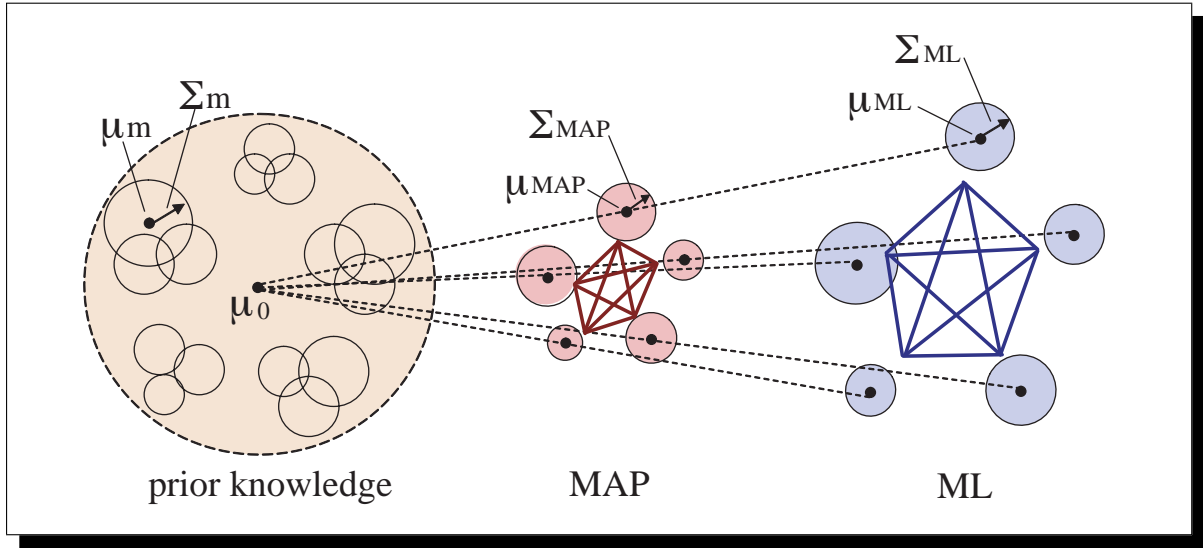 Σm
μm
μ0
prior knowledge
ΣMAP
μMAP
MAP
ΣML
μML
ML